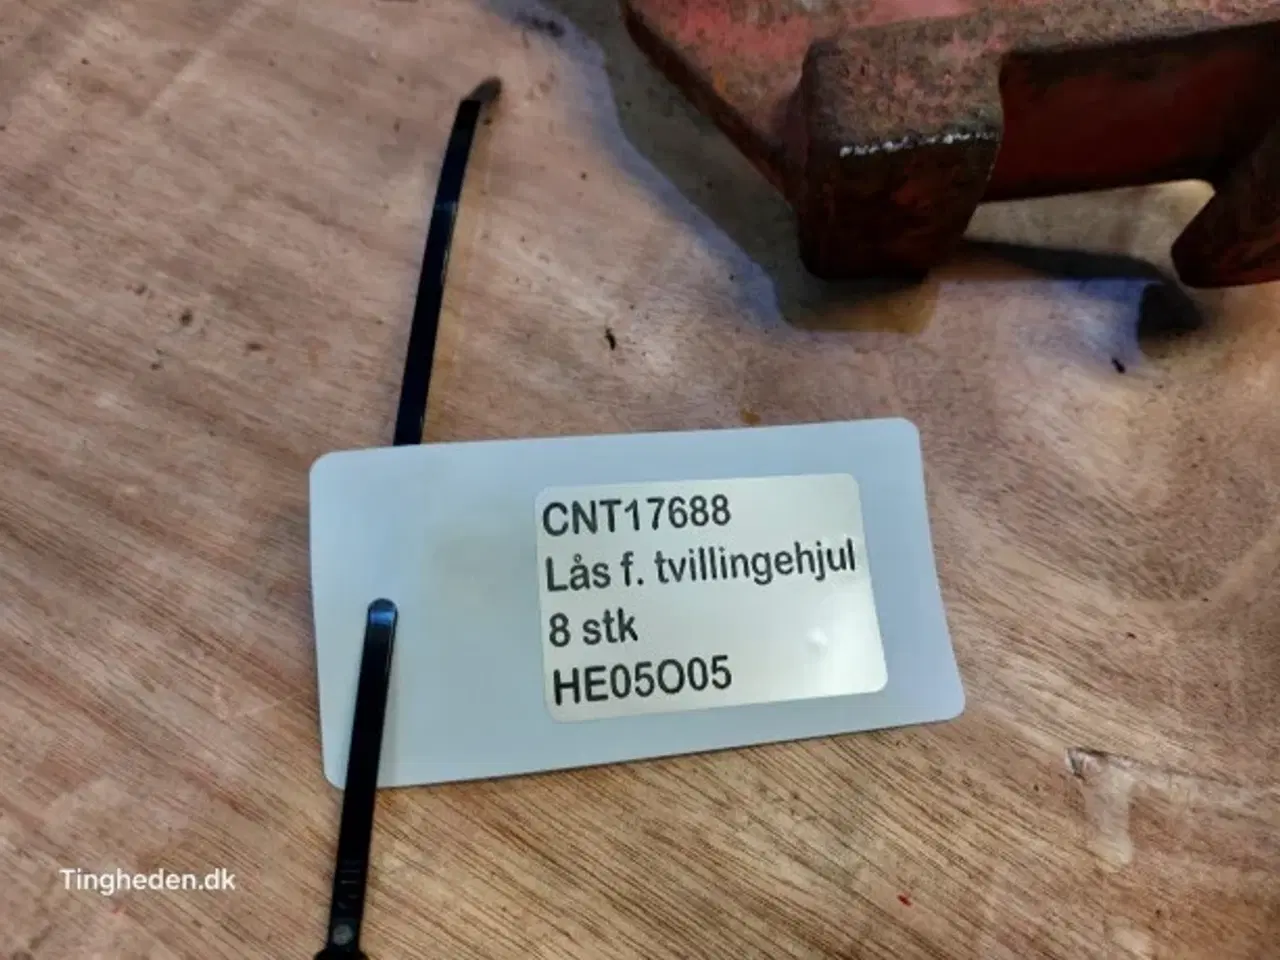 CNT17688
Lås f. tvillingehjul
8 stk
HE05O05
Tingheden.dk